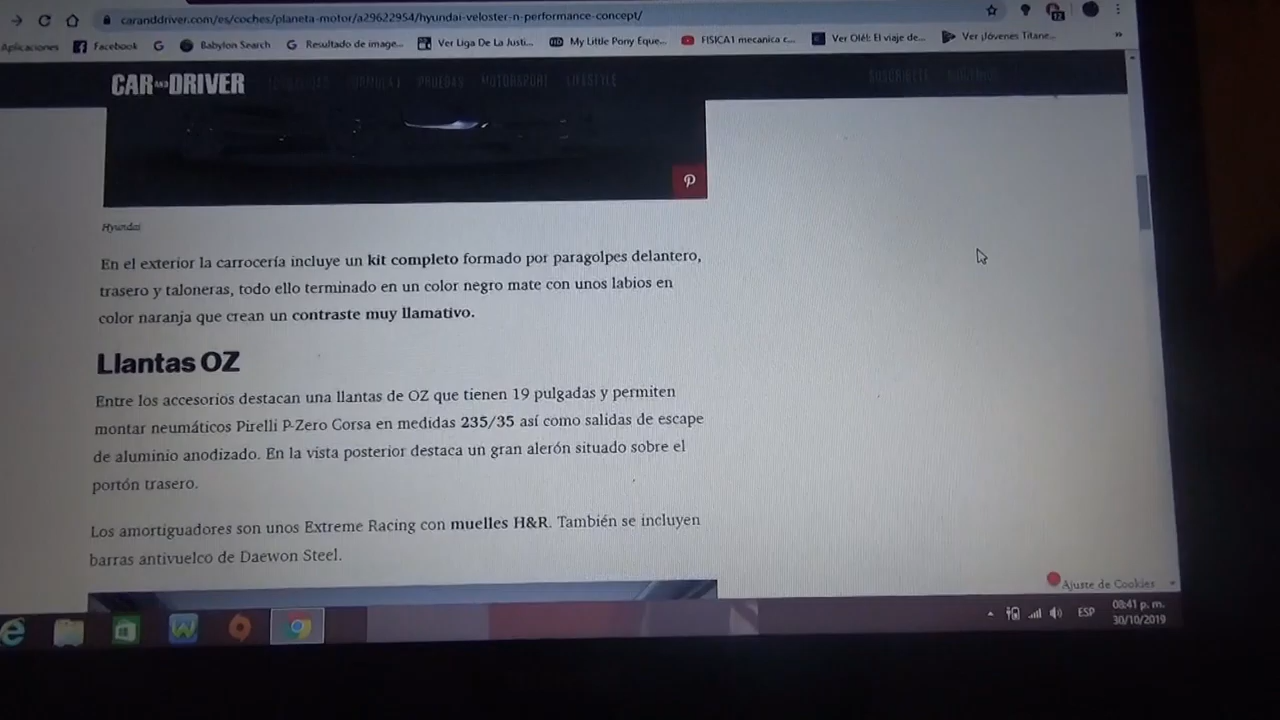 caranddriver.com/es/coches/planeta-motor/a29622954/hyundai-veloster-n-performance-concept/
12
Aplicaciones Facebook Babylon Search Resultado de image... Ver Liga De La Justi... My Little Pony Eque... FISICA1 mecanica c... Ver Olé!: El viaje de... Ver ¡Jóvenes Titane... »
CAR AND DRIVER FÓRMULA 1 PRUEBAS MOTORSPORT LIFESTYLE SUSCRÍBETE
Hyundai
En el exterior la carrocería incluye un kit completo formado por paragolpes delantero,
trasero y taloneras, todo ello terminado en un color negro mate con unos labios en
color naranja que crean un contraste muy llamativo.
Llantas OZ
Entre los accesorios destacan una llantas de OZ que tienen 19 pulgadas y permiten
montar neumáticos Pirelli P-Zero Corsa en medidas 235/35 así como salidas de escape
de aluminio anodizado. En la vista posterior destaca un gran alerón situado sobre el
portón trasero.
Los amortiguadores son unos Extreme Racing con muelles H&R. También se incluyen
barras antivuelco de Daewon Steel.
Ajuste de Cookies
ESP
08:41 p. m.
30/10/2019